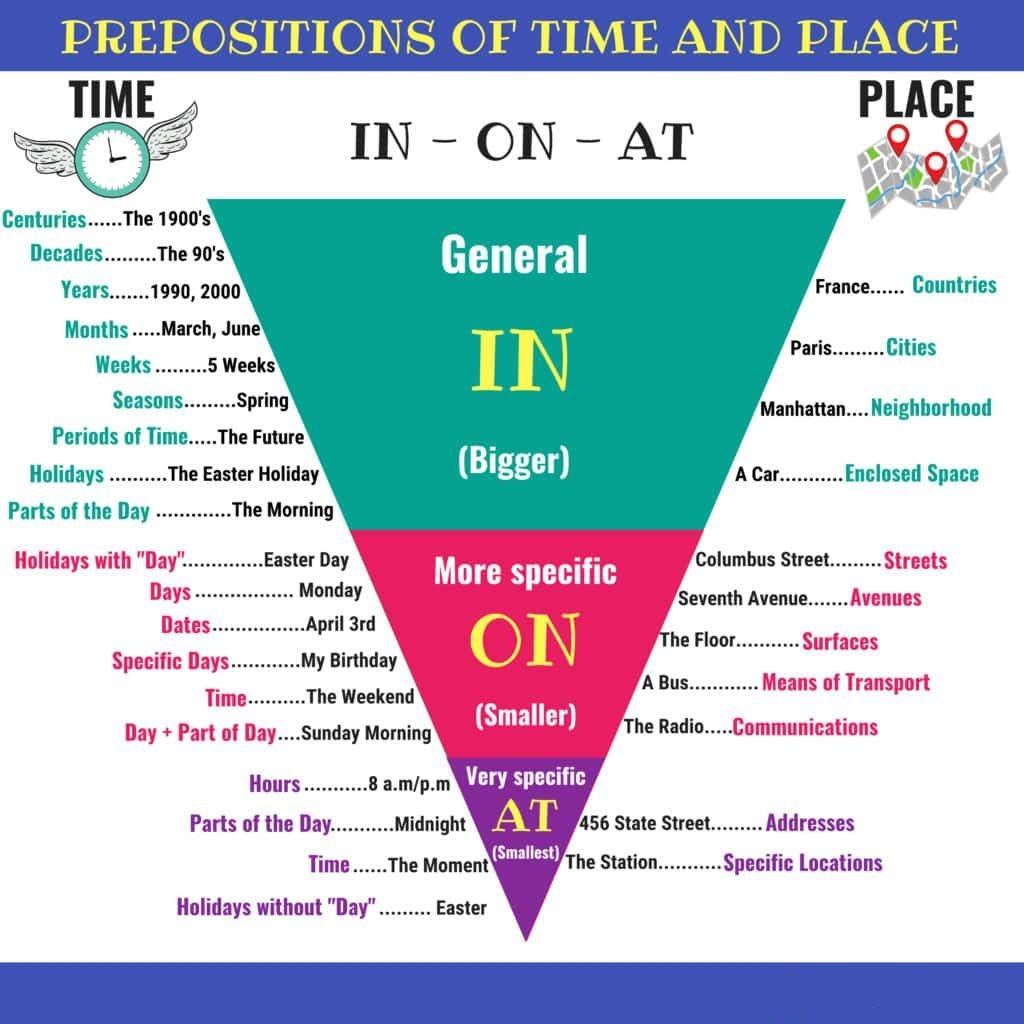 PREPOSITIONS OF TIME AND PLACE
TIME
PLACE
IN – ON – AT
General
IN
(Bigger)
Centuries......The 1900's
Decades.........The 90's
Years.......1990, 2000
Months .....March, June
Weeks .........5 Weeks
Seasons.........Spring
Periods of Time.....The Future
Holidays ..........The Easter Holiday
Parts of the Day .............The Morning
France...... Countries
Paris.........Cities
Manhattan....Neighborhood
A Car...........Enclosed Space
More specific
ON
(Smaller)
Holidays with "Day"..............Easter Day
Days ................. Monday
Dates................April 3rd
Specific Days............My Birthday
Time..........The Weekend
Day + Part of Day....Sunday Morning
Columbus Street.........Streets
Seventh Avenue.......Avenues
The Floor........... Surfaces
A Bus............ Means of Transport
The Radio.....Communications
Very specific
AT
(Smallest)
Hours ...........8 a.m/p.m
Parts of the Day...........Midnight
Time ......The Moment
Holidays without "Day" ......... Easter
456 State Street......... Addresses
The Station...........Specific Locations